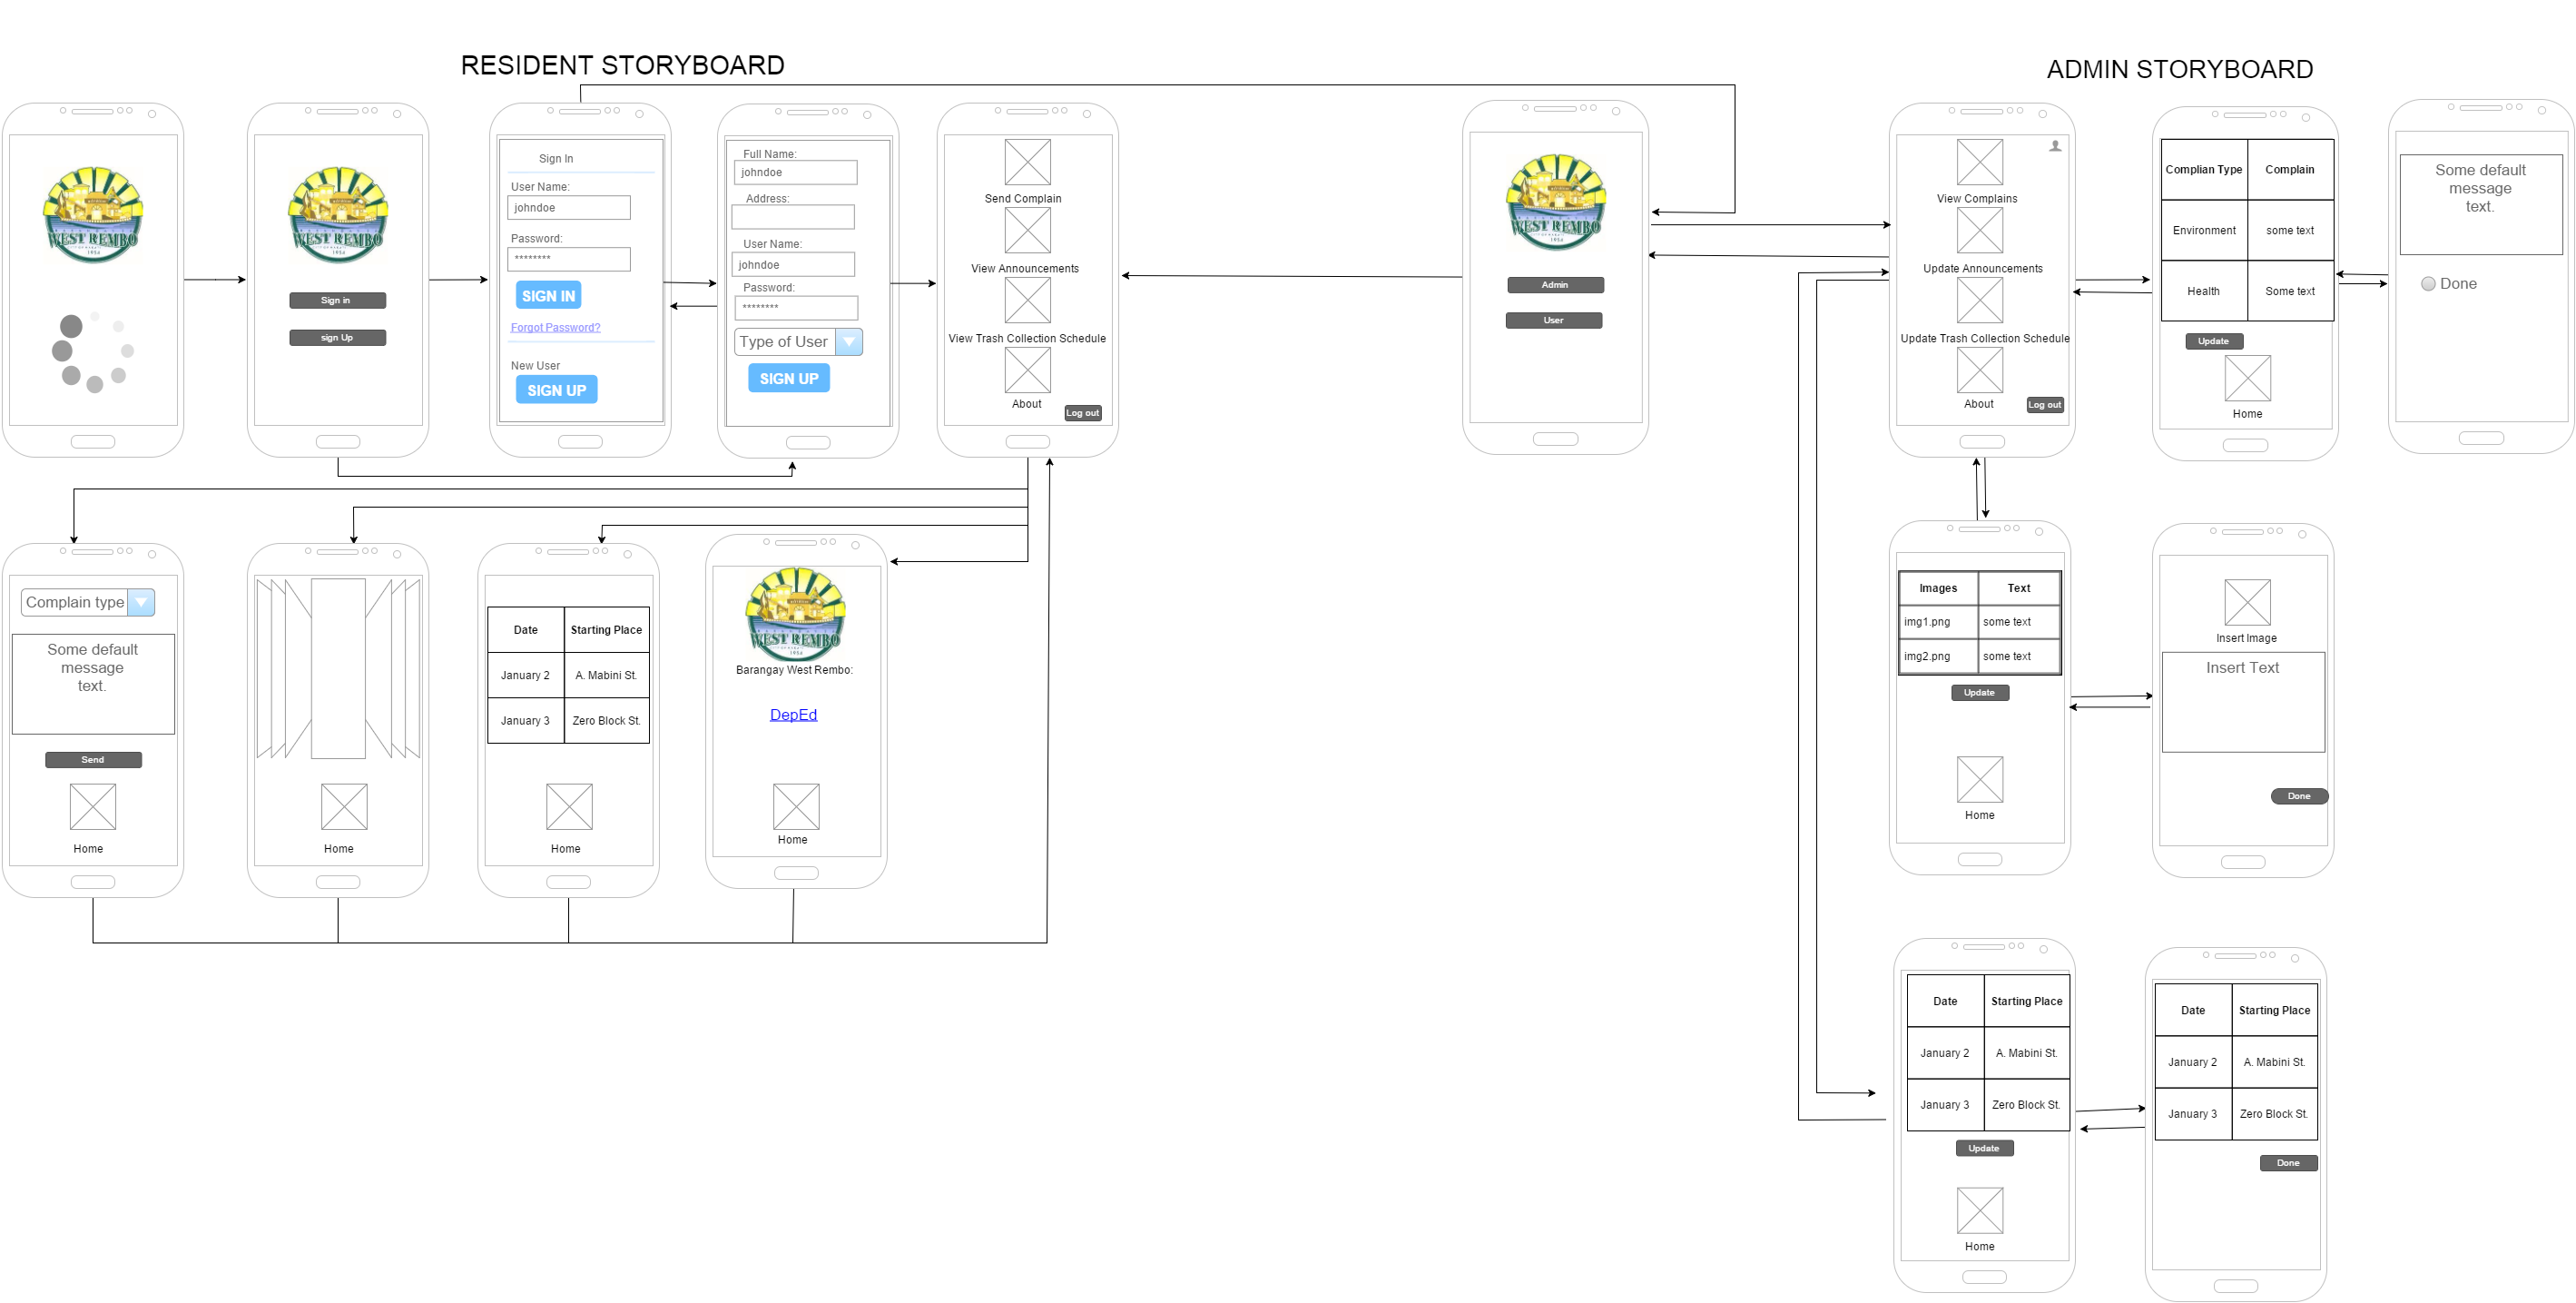 RESIDENT STORYBOARD
ADMIN STORYBOARD
WEST REMBO
1954
WEST REMBO
1954
Sign in
sign Up
Sign In
User Name:
johndoe
Password:
********
SIGN IN
Forgot Password?
New User
SIGN UP
Full Name:
johndoe
Address:
User Name:
johndoe
Password:
********
Type of User
SIGN UP
Send Complain
View Announcements
View Trash Collection Schedule
About
Log out
WEST REMBO
1954
Admin
User
View Complains
Update Announcements
Update Trash Collection Schedule
About
Log out
Complian Type Complain
Environment some text
Health Some text
Update
Home
Some default
message
text.
Done
Complain type
Some default
message
text.
Send
Home
Home
Date Starting Place
January 2 A. Mabini St.
January 3 Zero Block St.
Home
WEST REMBO
1954
Barangay West Rembo:
DepEd
Home
Images Text
img1.png some text
img2.png some text
Update
Home
Insert Image
Insert Text
Done
Date Starting Place
January 2 A. Mabini St.
January 3 Zero Block St.
Update
Home
Date Starting Place
January 2 A. Mabini St.
January 3 Zero Block St.
Done